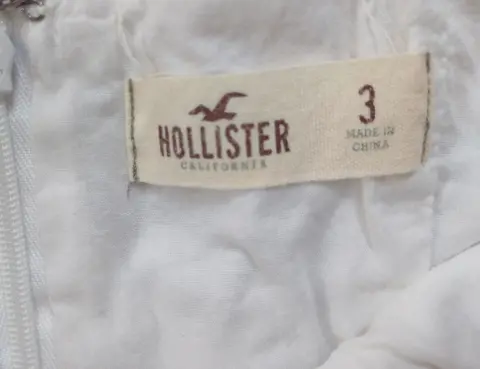 HOLLISTER
CALIFORNIA
3
MADE IN
CHINA